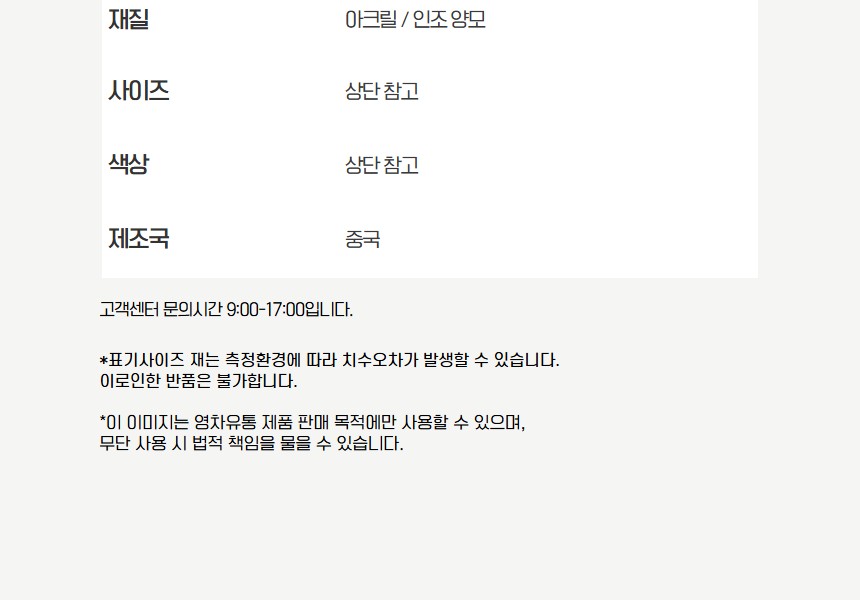 재질 아크릴 / 인조 양모
사이즈 상단 참고
색상 상단 참고
제조국 중국
고객센터 문의시간 9:00-17:00입니다.
*표기사이즈 재는 측정환경에 따라 치수오차가 발생할 수 있습니다.
이로인한 반품은 불가합니다.
*이 이미지는 영차유통 제품 판매 목적에만 사용할 수 있으며,
무단 사용 시 법적 책임을 물을 수 있습니다.